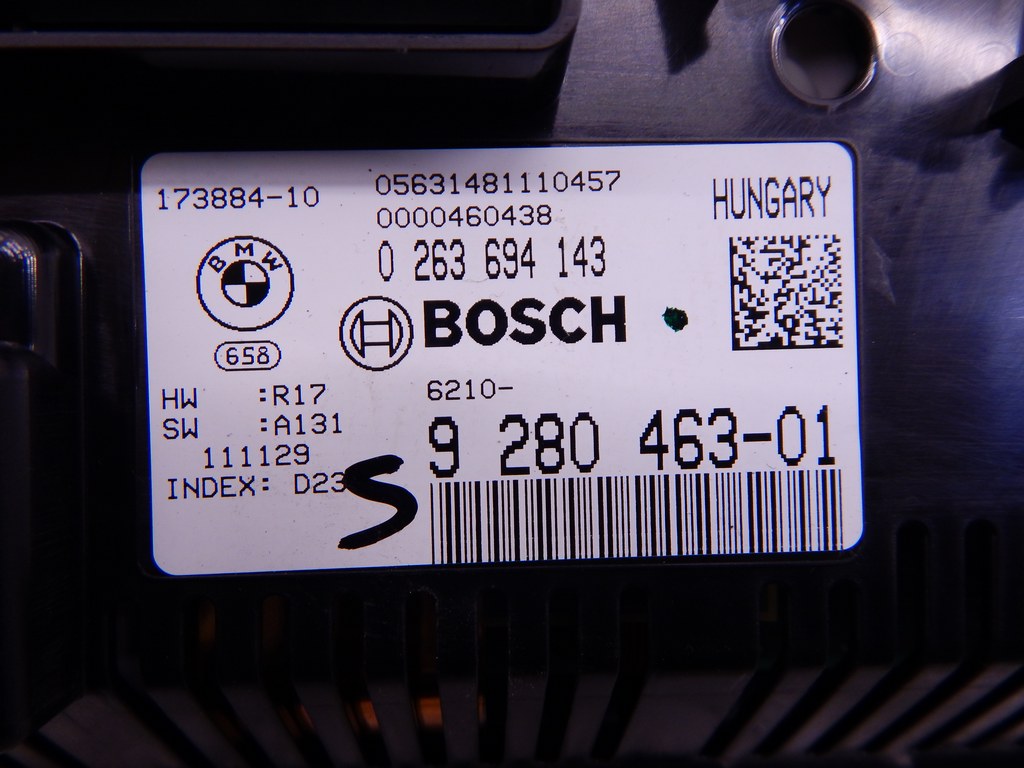 173884-10
05631481110457
0000460438
0 263 694 143
HUNGARY
BMW
658
BOSCH
HW :R17
SW :A131
111129
INDEX: D23
S
6210-
9 280 463-01